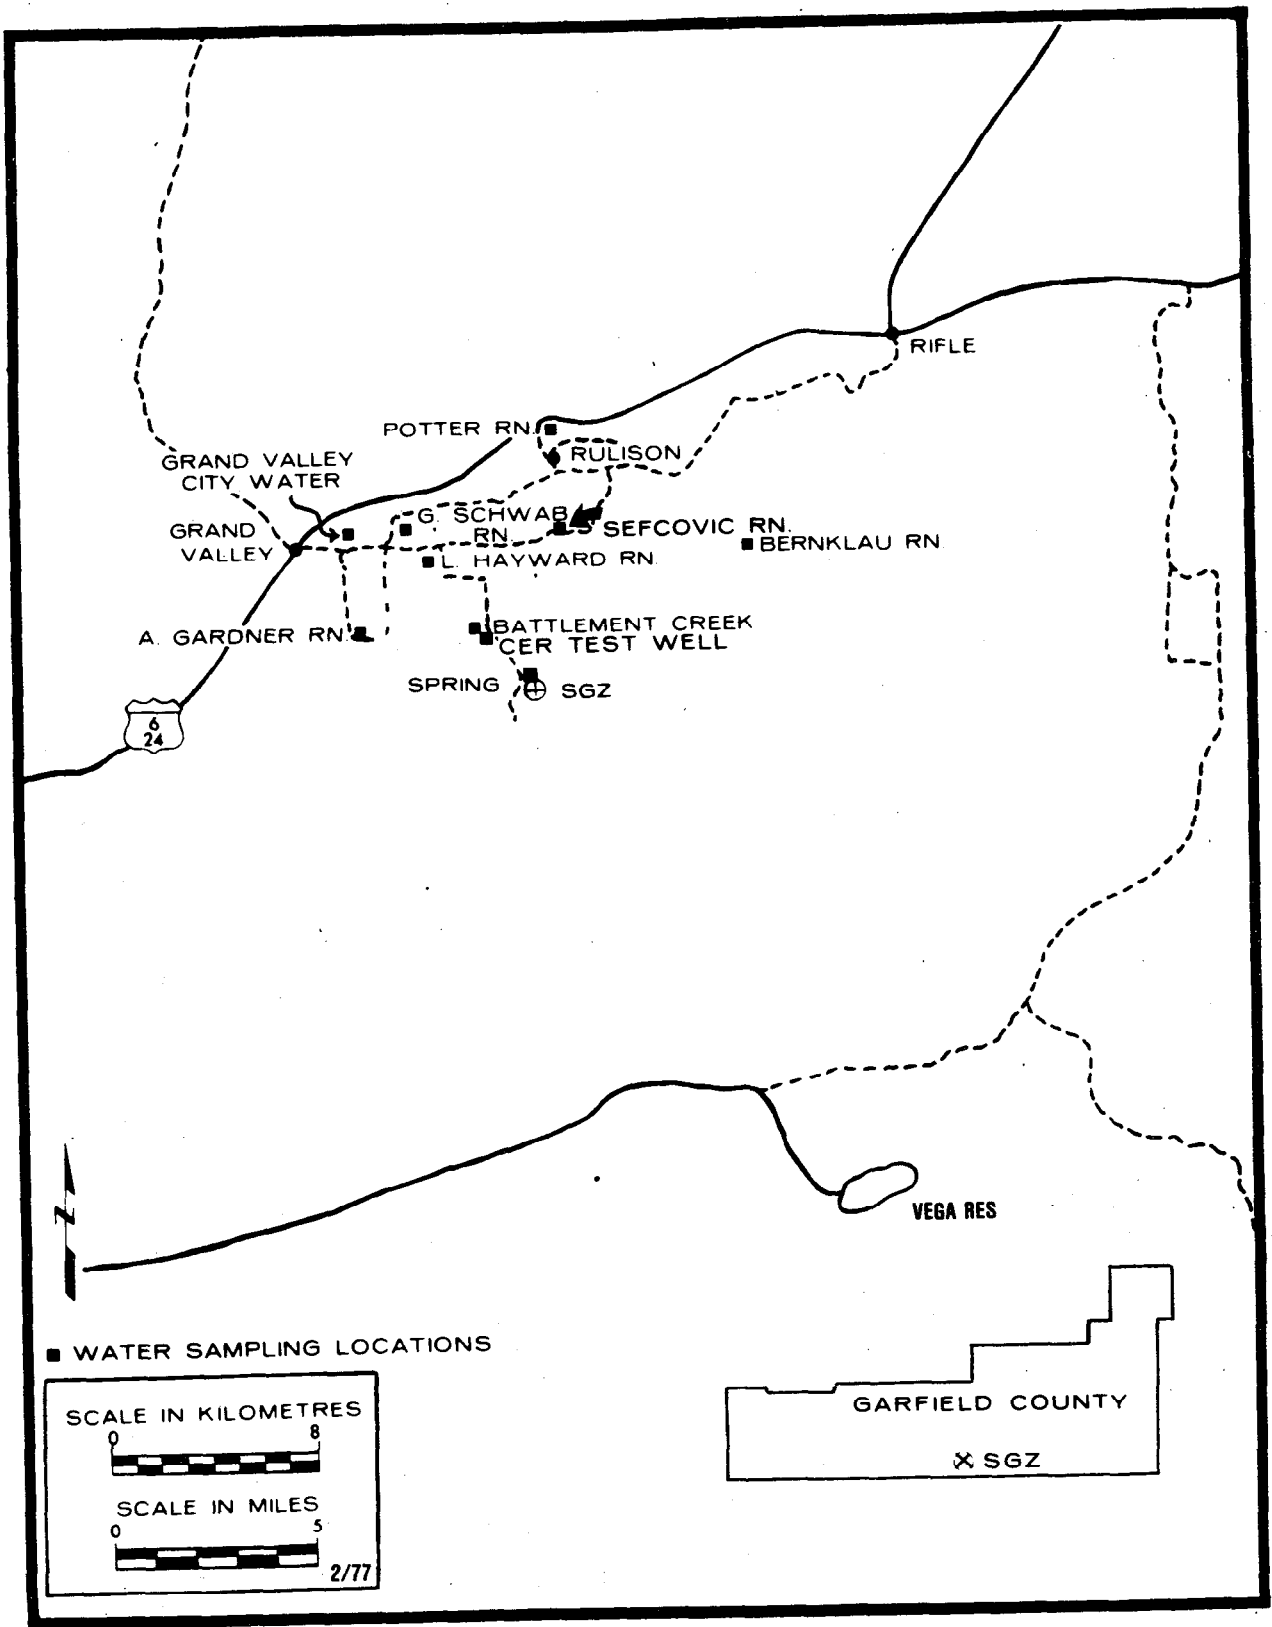 RIFLE
POTTER RN.
RULISON
GRAND VALLEY
CITY WATER
G. SCHWAB
RN.
SEFCOVIC RN.
GRAND
VALLEY
BERNKLAU RN
L. HAYWARD RN.
A. GARDNER RN.
BATTLEMENT CREEK
CER TEST WELL
SPRING
SGZ
6
24
VEGA RES
N
WATER SAMPLING LOCATIONS
SCALE IN KILOMETRES
0 8
SCALE IN MILES
0 5
2/77
GARFIELD COUNTY
SGZ